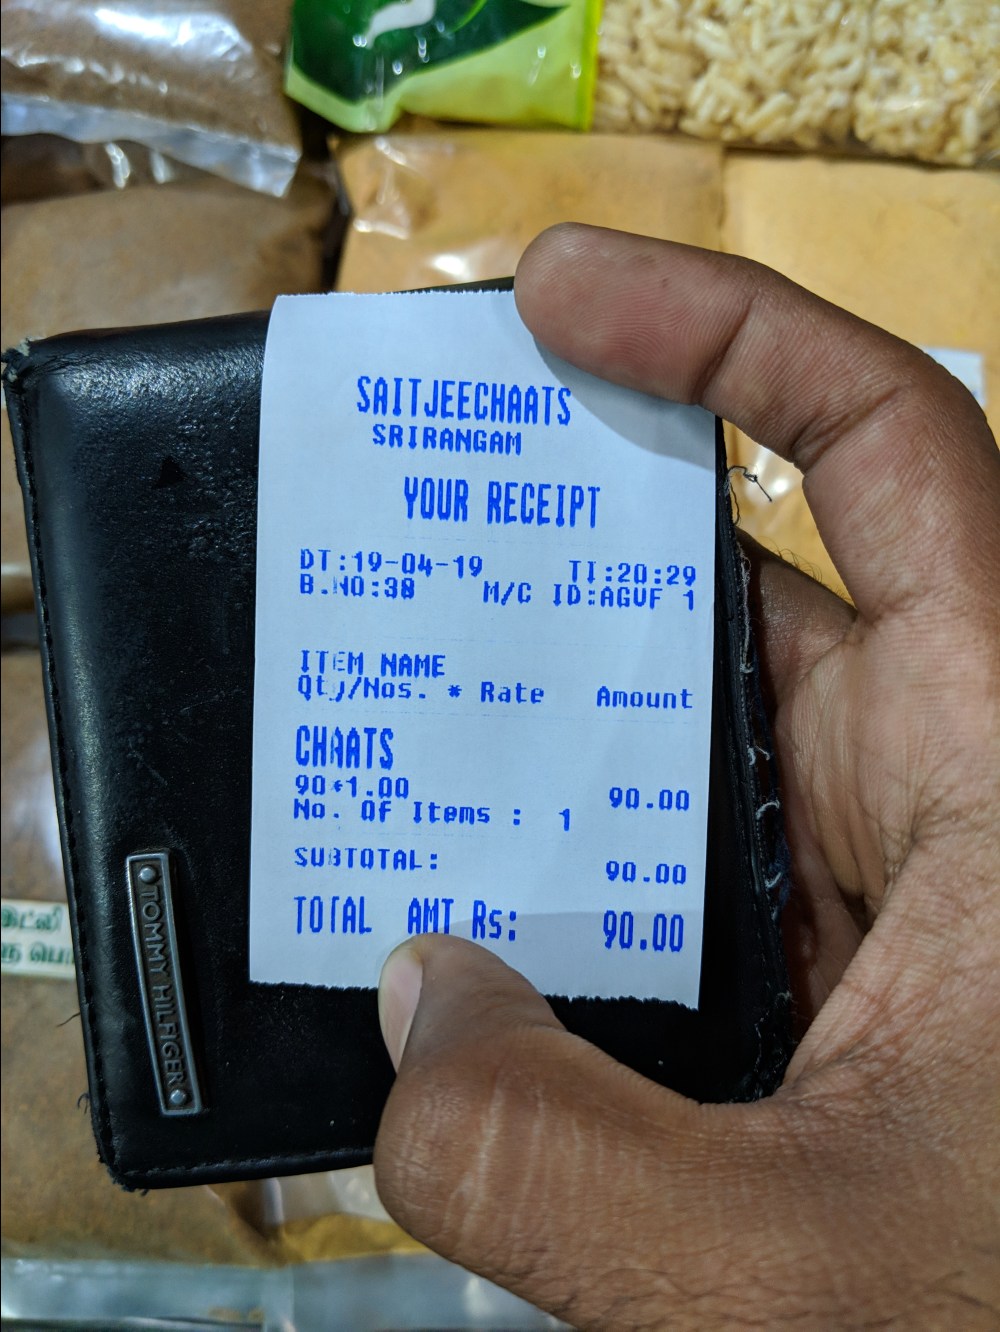 SAITJEECHAATS
SRIRANGAM
YOUR RECEIPT
DT:19-04-19 TI:20:29
B.NO:38 M/C ID:AGVF 1
ITEM NAME
Qty/Nos. * Rate Amount
CHAATS
90*1.00 90.00
No. Of Items : 1
SUBTOTAL: 90.00
TOTAL AMT Rs: 90.00
TOMMY HILFIGER